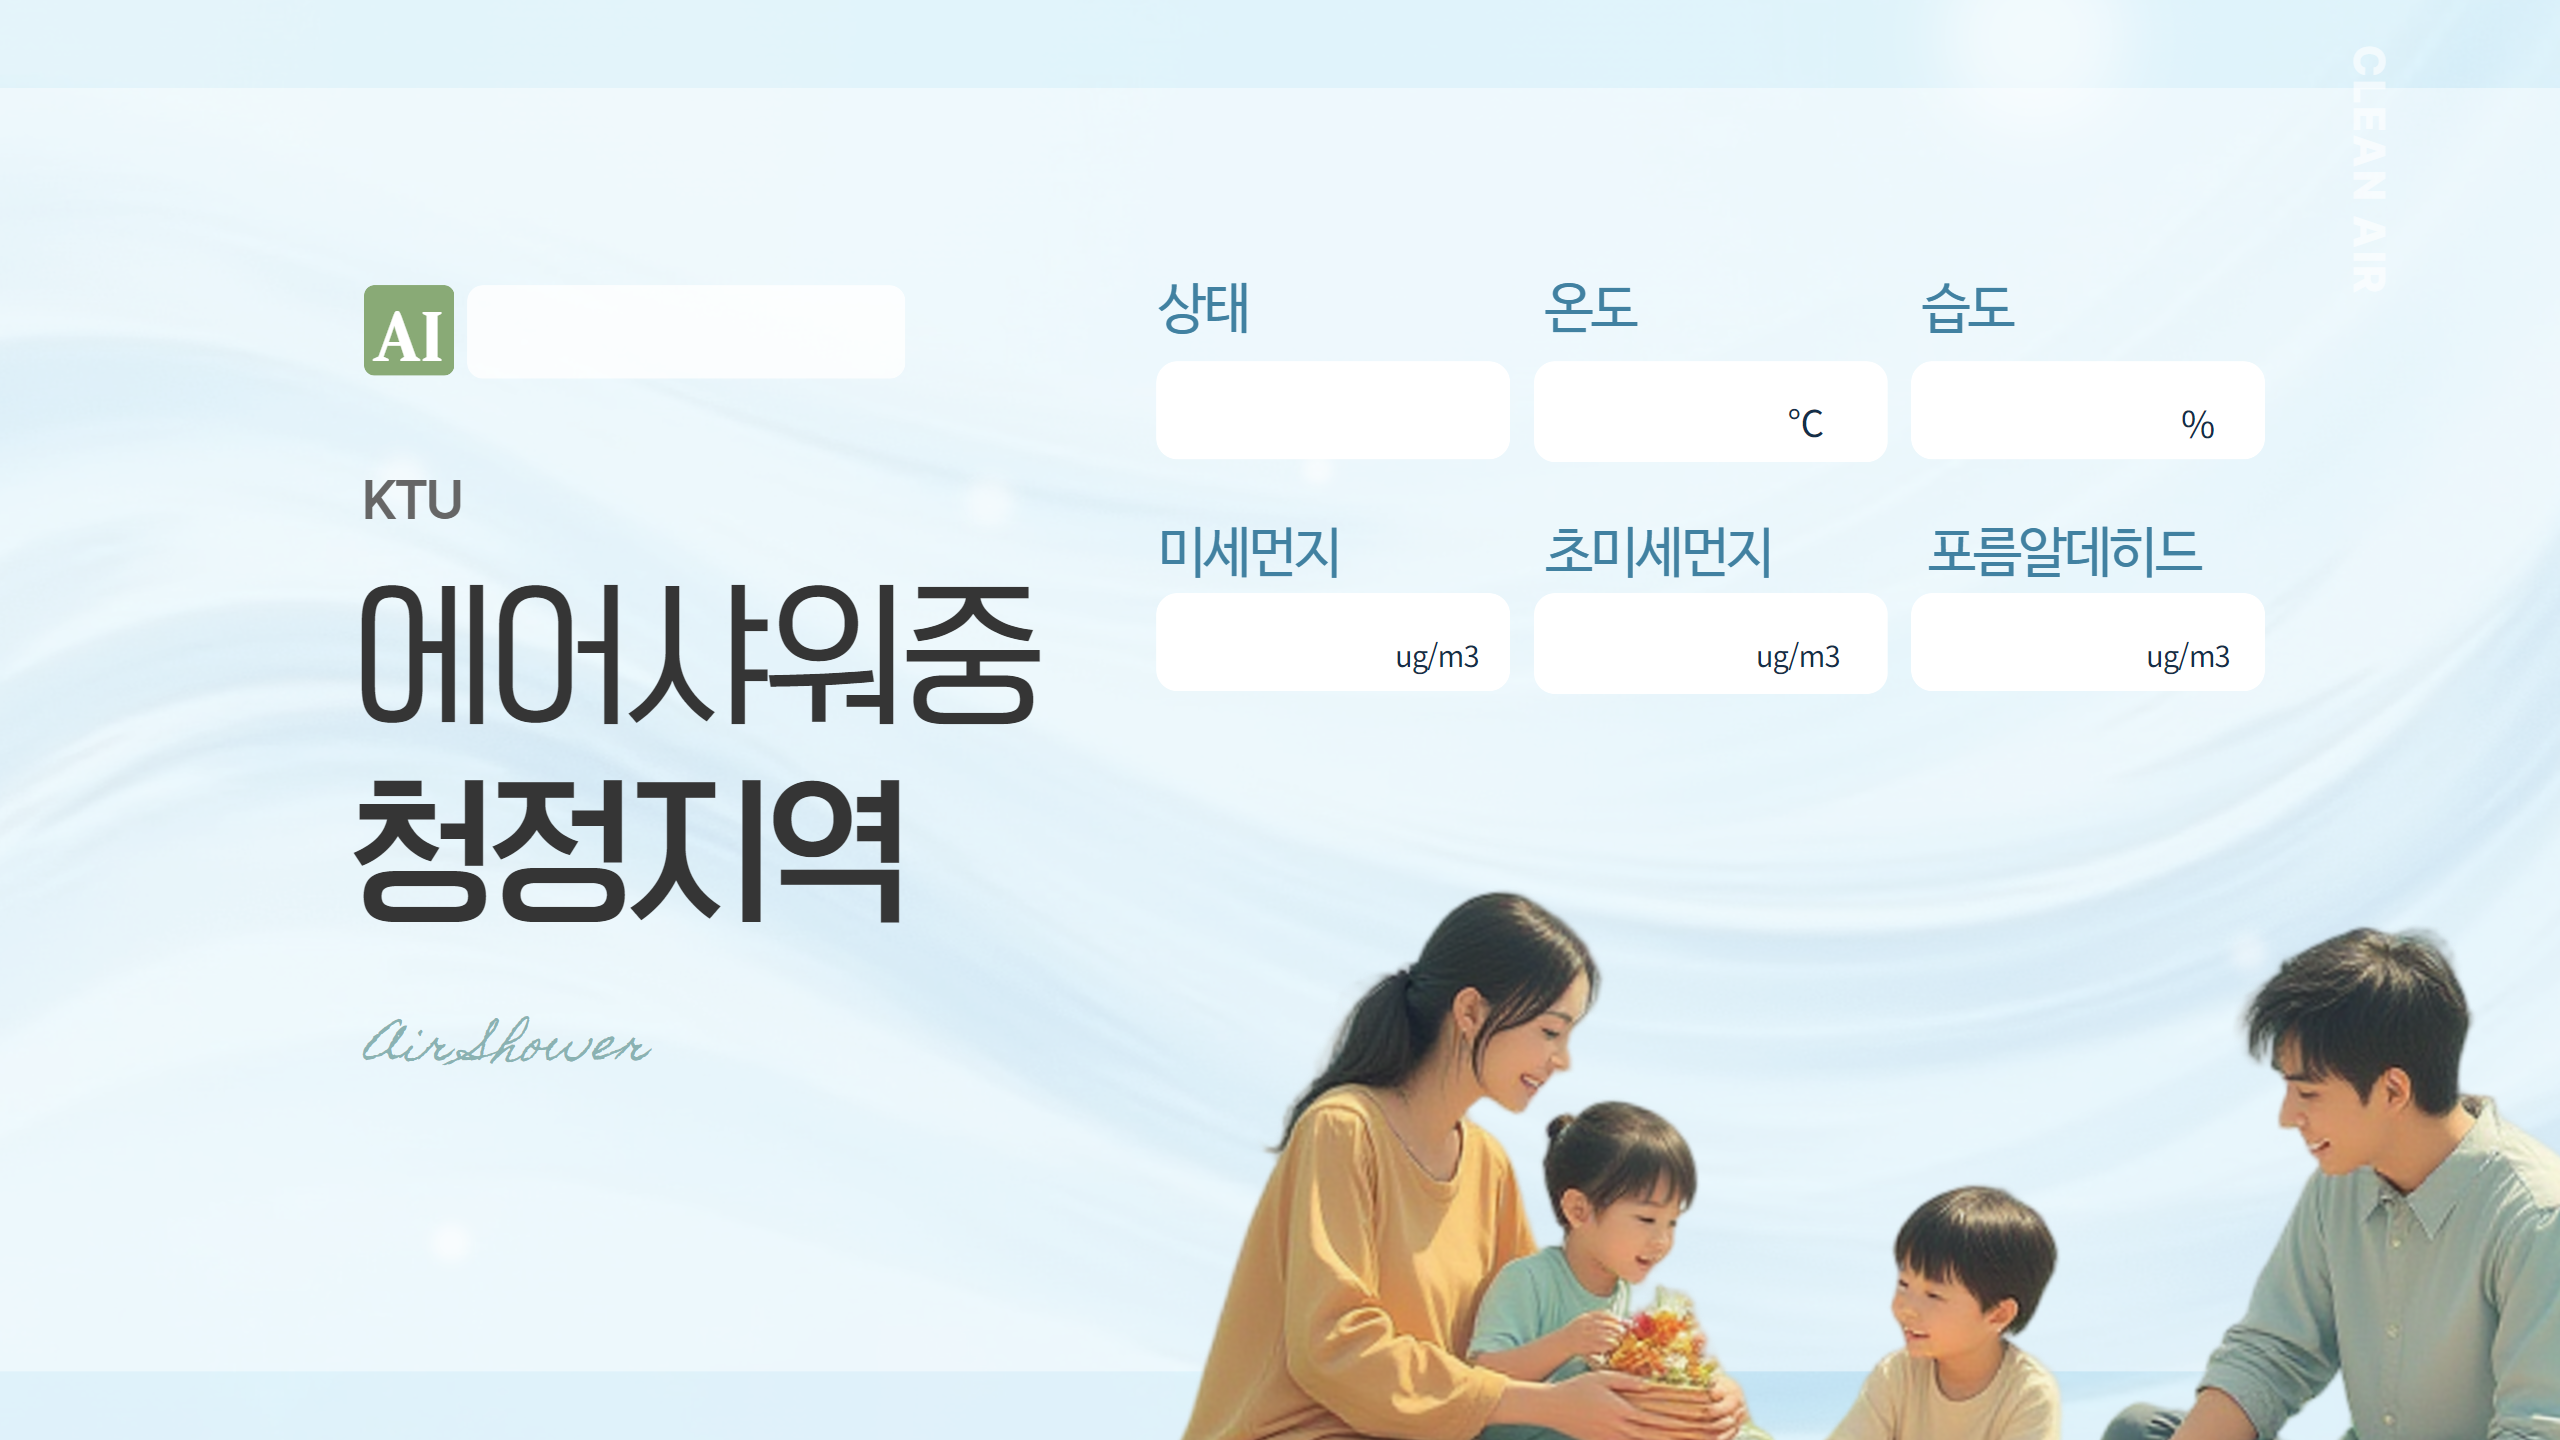 CLEAN AIR
AI
KTU
에어샤워중
청정지역
AirShower
상태
온도
습도
℃
%
미세먼지
초미세먼지
포름알데히드
ug/m3
ug/m3
ug/m3